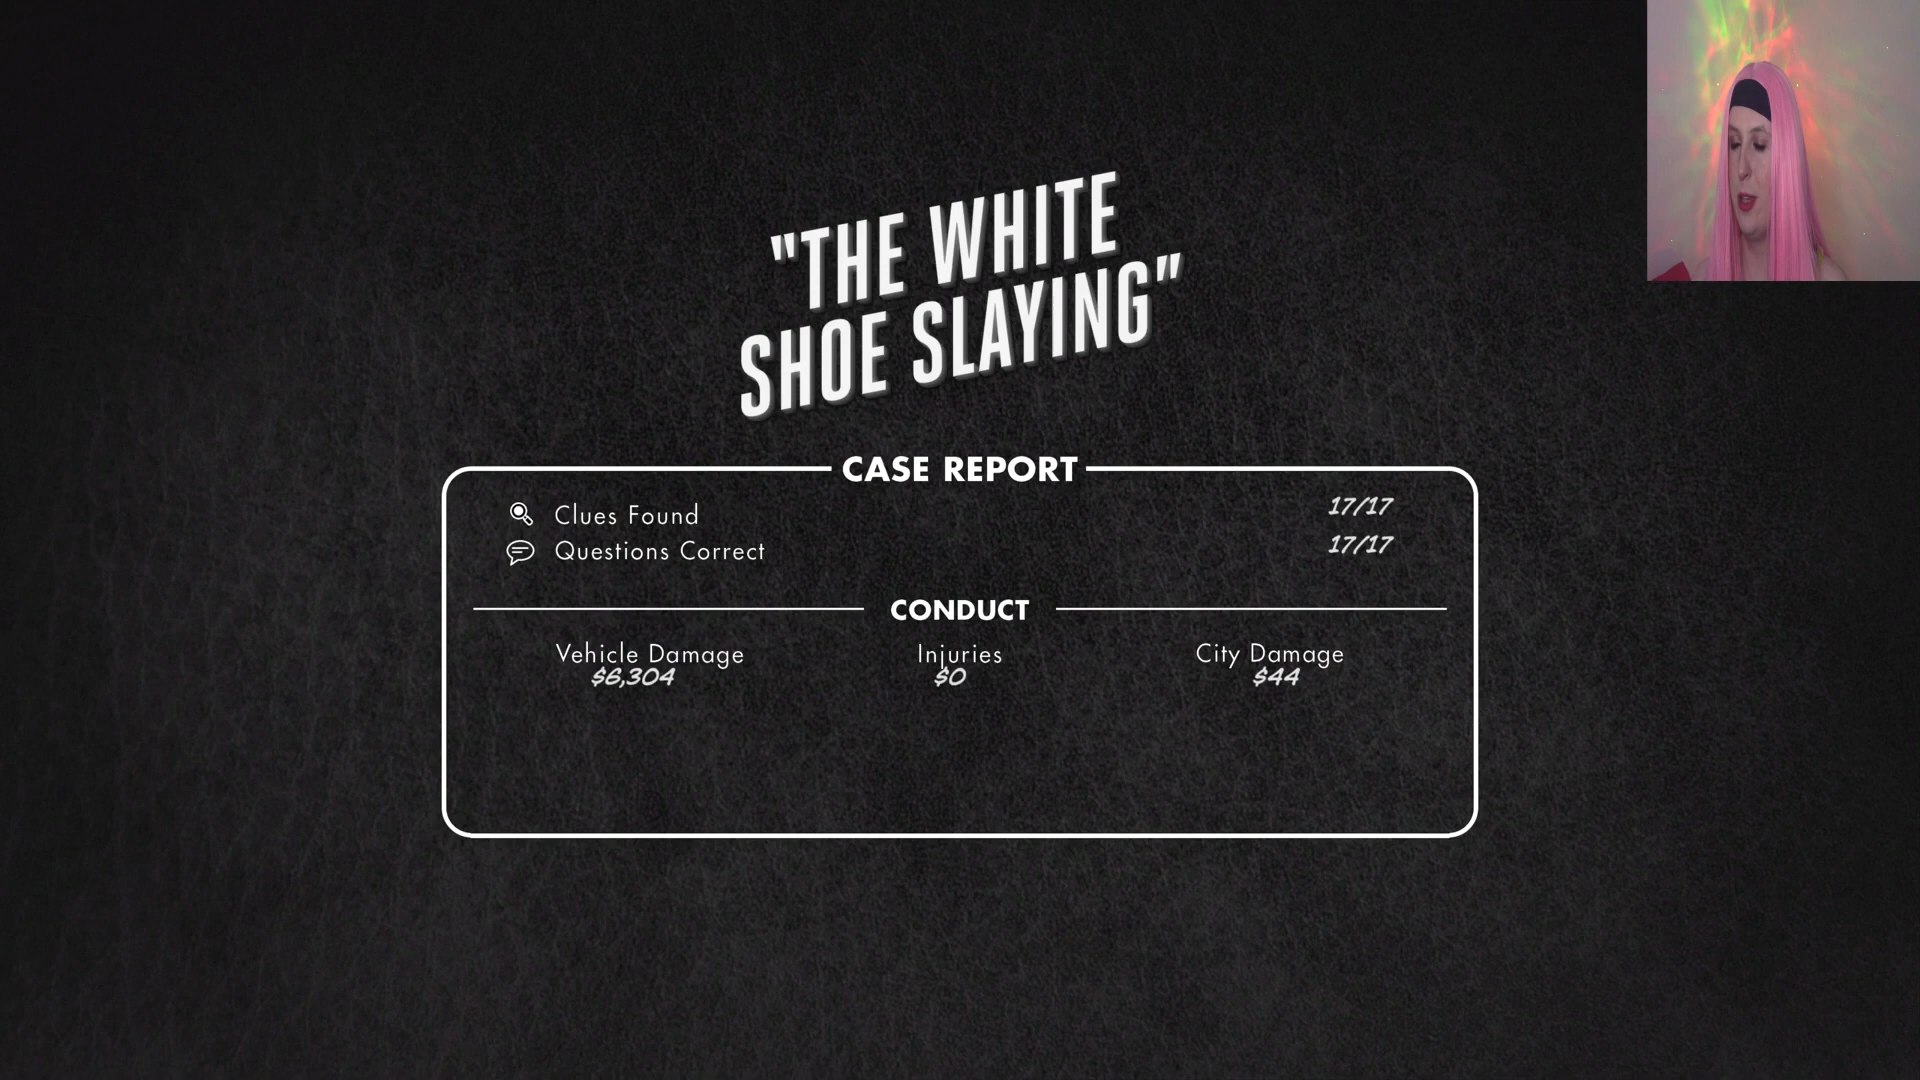 "THE WHITE
SHOE SLAYING"
CASE REPORT
Clues Found 17/17
Questions Correct 17/17
CONDUCT
Vehicle Damage Injuries City Damage
$6,304 $0 $44